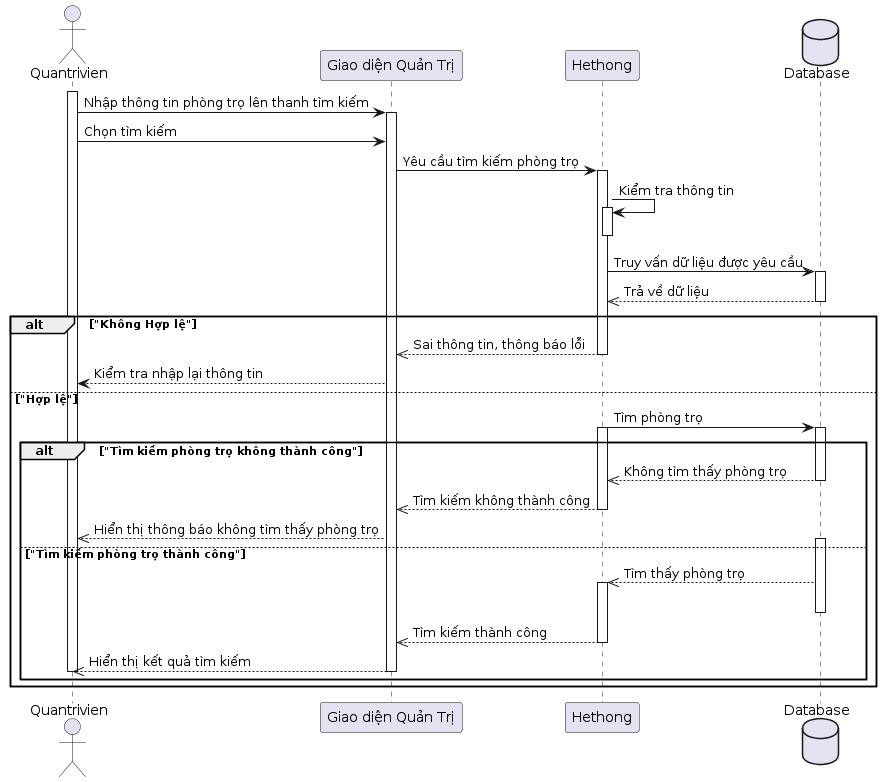 Quantrivien
Giao diện Quản Trị
Hethong
Database
Nhập thông tin phòng trọ lên thanh tìm kiếm
Chọn tìm kiếm
Yêu cầu tìm kiếm phòng trọ
Kiểm tra thông tin
Truy vấn dữ liệu được yêu cầu
Trả về dữ liệu
alt ["Không Hợp lệ"]
Sai thông tin, thông báo lỗi
Kiểm tra nhập lại thông tin
["Hợp lệ"]
Tìm phòng trọ
alt ["Tìm kiếm phòng trọ không thành công"]
Không tìm thấy phòng trọ
Tìm kiếm không thành công
Hiển thị thông báo không tìm thấy phòng trọ
["Tìm kiếm phòng trọ thành công"]
Tìm thấy phòng trọ
Tìm kiếm thành công
Hiển thị kết quả tìm kiếm
Quantrivien
Giao diện Quản Trị
Hethong
Database